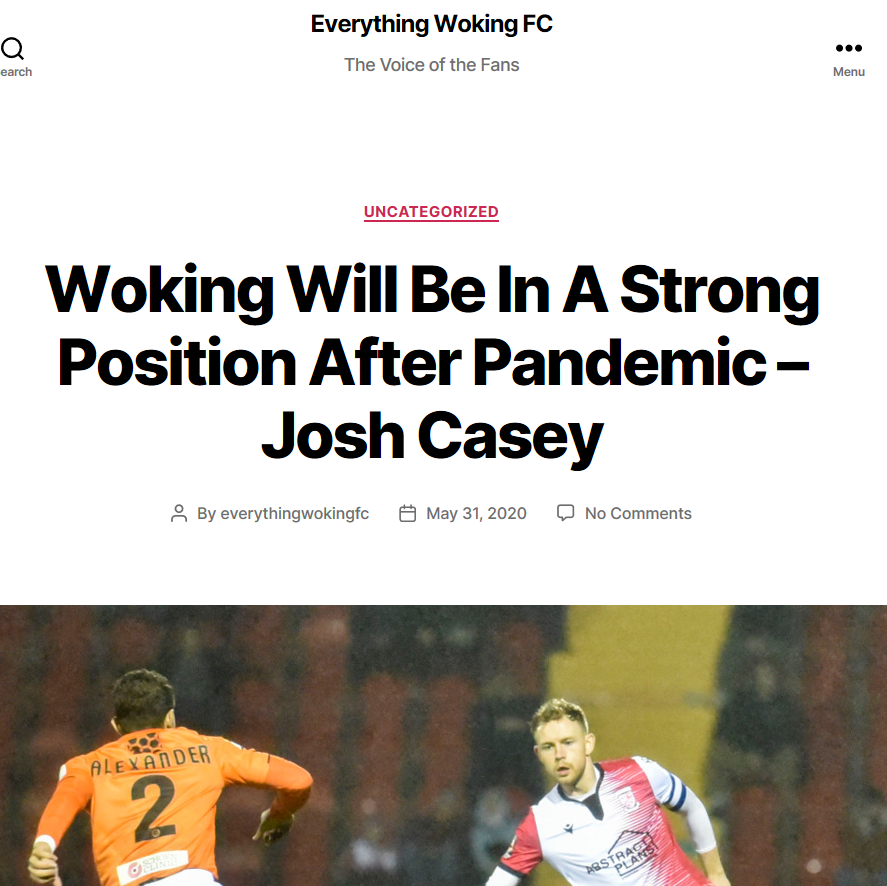 Everything Woking FC
The Voice of the Fans
earch
Menu
UNCATEGORIZED
Woking Will Be In A Strong
Position After Pandemic –
Josh Casey
By everythingwokingfc
May 31, 2020
No Comments
ALEXANDER
2
ABSTRACT
PLANS